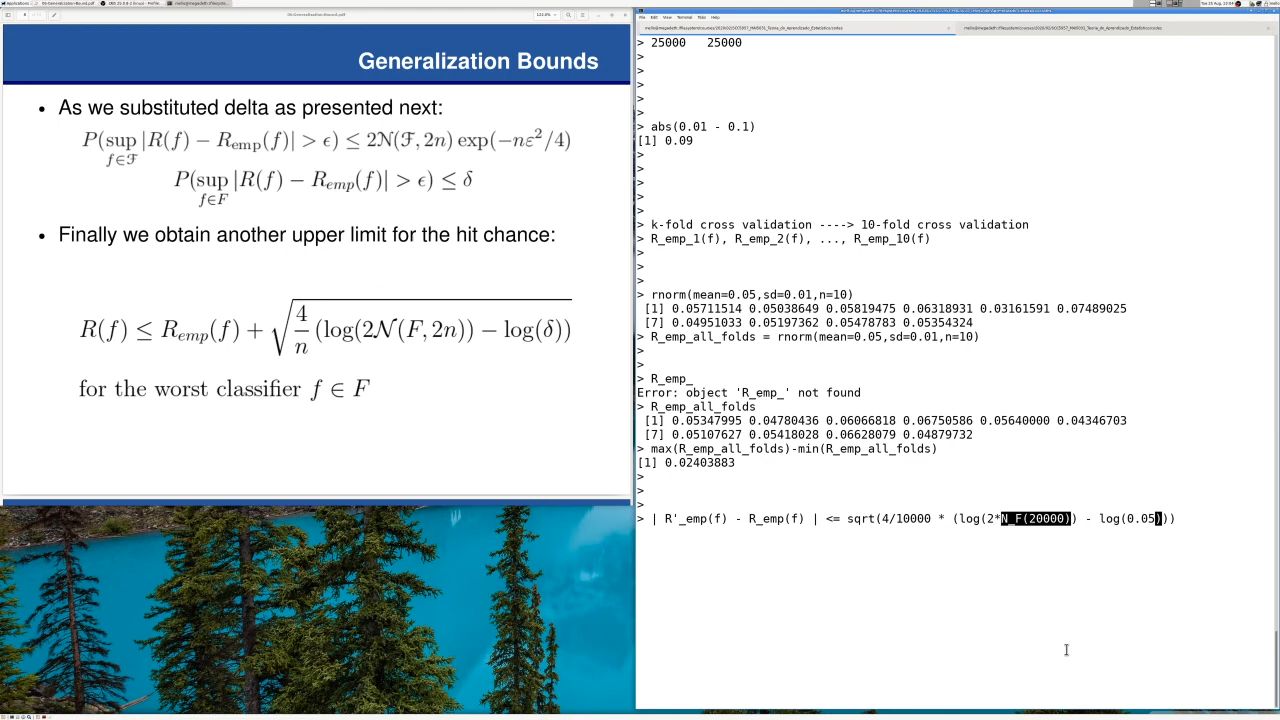 Generalization Bounds
• As we substituted delta as presented next:
P(sup |R(f) − R_emp(f)| > ϵ) ≤ 2N(F, 2n) exp(−nε²/4)
f∈F
P(sup |R(f) − R_emp(f)| > ϵ) ≤ δ
f∈F
• Finally we obtain another upper limit for the hit chance:
R(f) ≤ R_emp(f) + √(4/n (log(2N(F, 2n)) − log(δ)))
for the worst classifier f ∈ F
> 25000   25000
>
>
>
>
>
> abs(0.01 - 0.1)
[1] 0.09
>
>
>
>
>
> k-fold cross validation ----> 10-fold cross validation
> R_emp_1(f), R_emp_2(f), ..., R_emp_10(f)
>
>
>
> rnorm(mean=0.05,sd=0.01,n=10)
[1] 0.05711514 0.05038649 0.05819475 0.06318931 0.03161591 0.07489025
[7] 0.04951033 0.05197362 0.05478783 0.05354324
> R_emp_all_folds = rnorm(mean=0.05,sd=0.01,n=10)
>
>
> R_emp_
Error: object 'R_emp_' not found
> R_emp_all_folds
[1] 0.05347995 0.04780436 0.06066818 0.06750586 0.05640000 0.04346703
[7] 0.05107627 0.05418028 0.06628079 0.04879732
> max(R_emp_all_folds)-min(R_emp_all_folds)
[1] 0.02403883
>
>
>
> | R'_emp(f) - R_emp(f) | <= sqrt(4/10000 * (log(2*N_F(20000)) - log(0.05)))